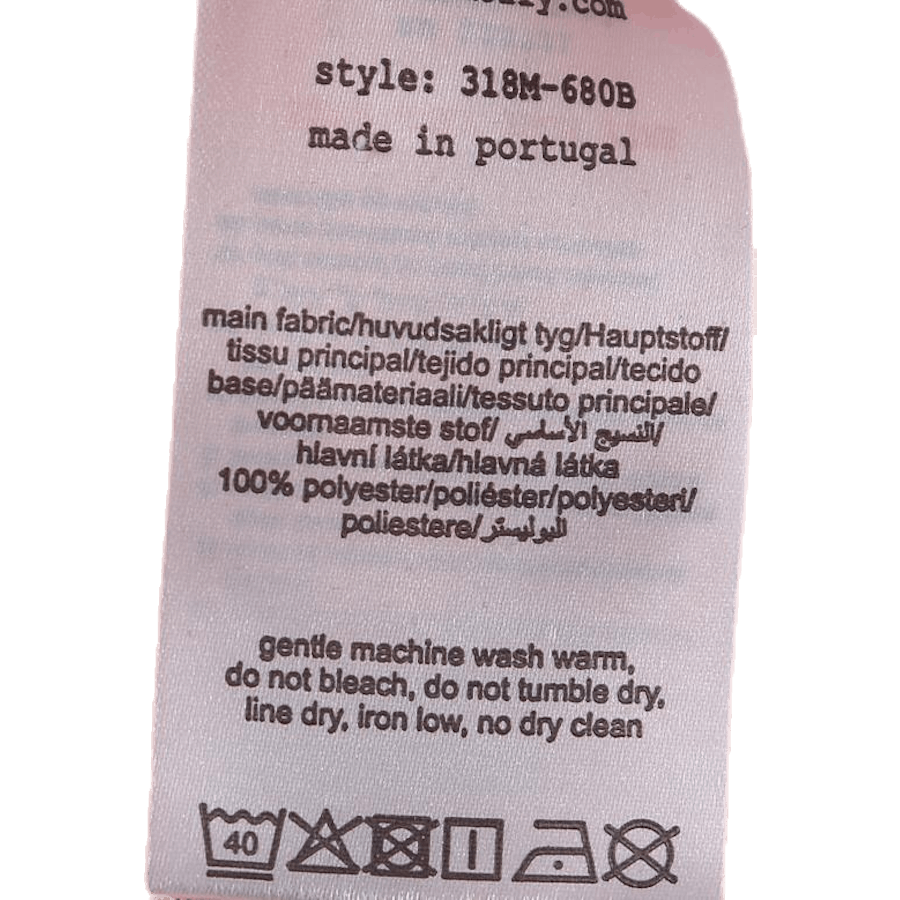 style: 318M-680B
made in portugal
main fabric/huvudsakligt tyg/Hauptstoff/
tissu principal/tejido principal/tecido
base/päämateriaali/tessuto principale/
voornaamste stof/ النسيج الأساسي/
hlavní látka/hlavná látka
100% polyester/poliéster/polyesteri/
poliestere/البوليستر
gentle machine wash warm,
do not bleach, do not tumble dry,
line dry, iron low, no dry clean
40